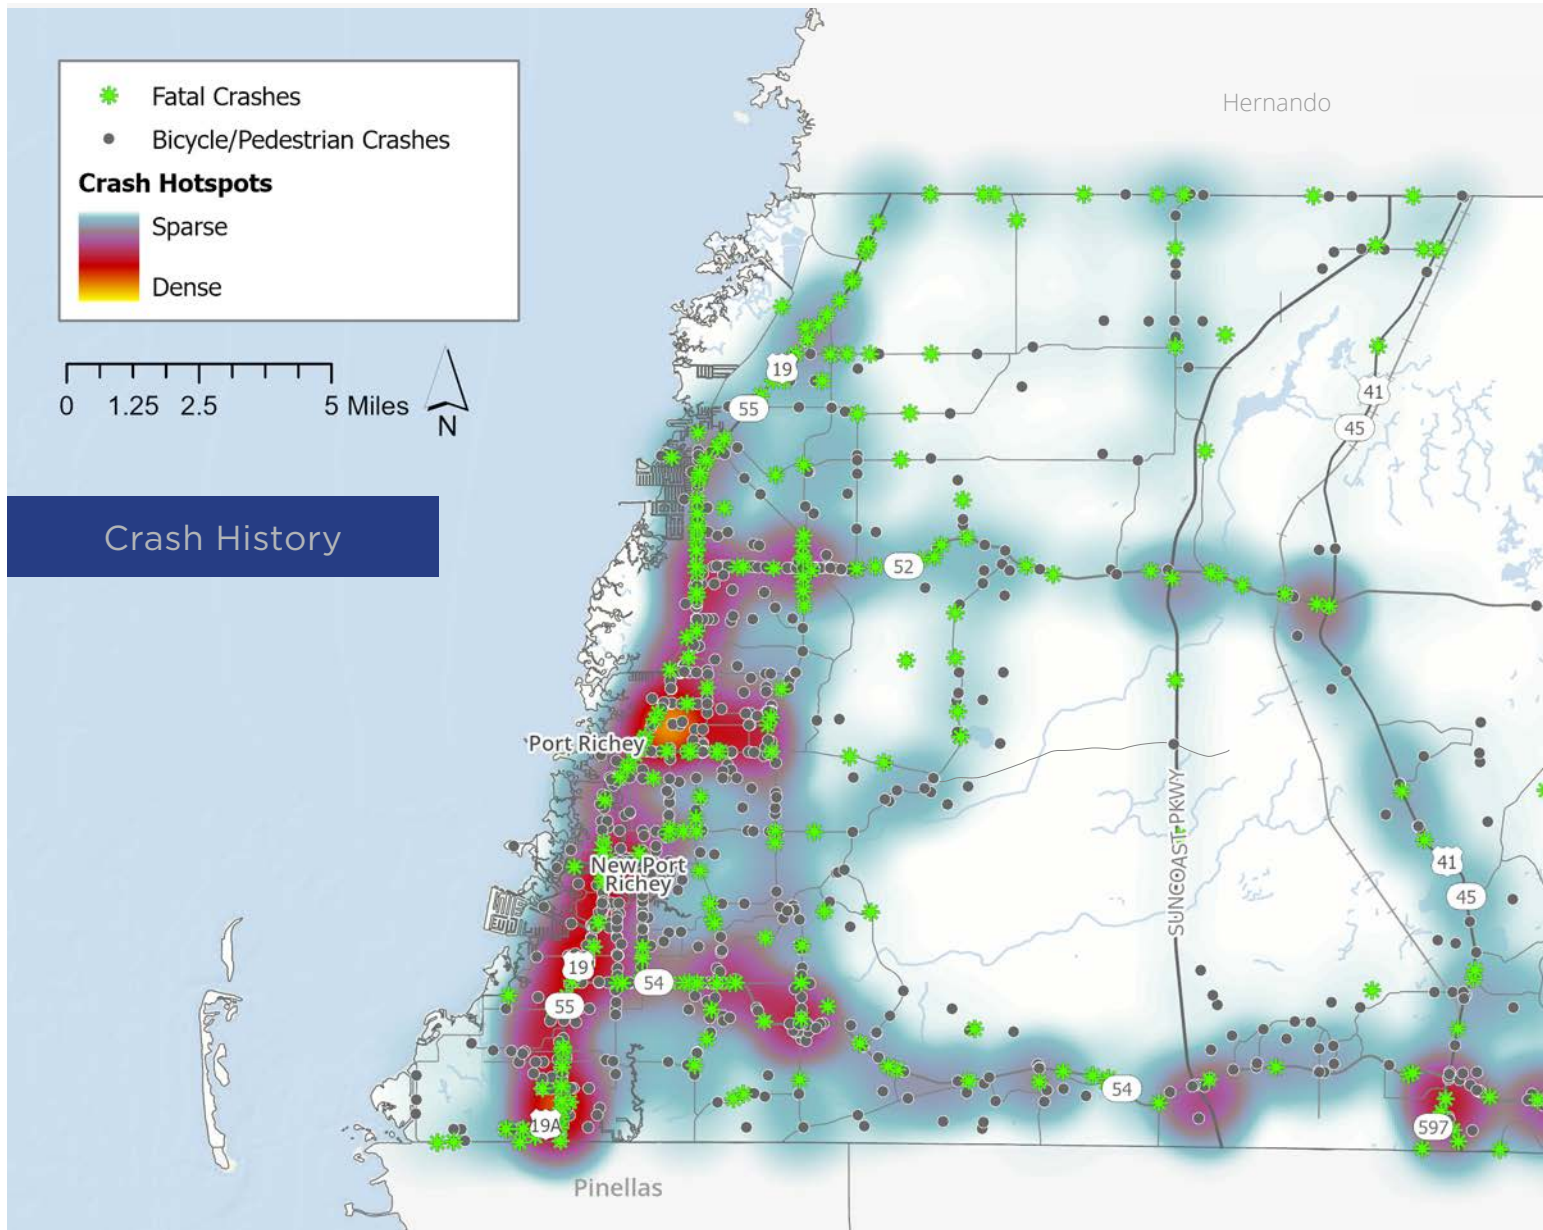 Fatal Crashes
Bicycle/Pedestrian Crashes
Crash Hotspots
Sparse
Dense
0 1.25 2.5 5 Miles
N
Crash History
Hernando
19
55
41
45
52
Port Richey
SUNCOAST PKWY
New Port
Richey
41
45
19
54
55
54
19A
597
Pinellas